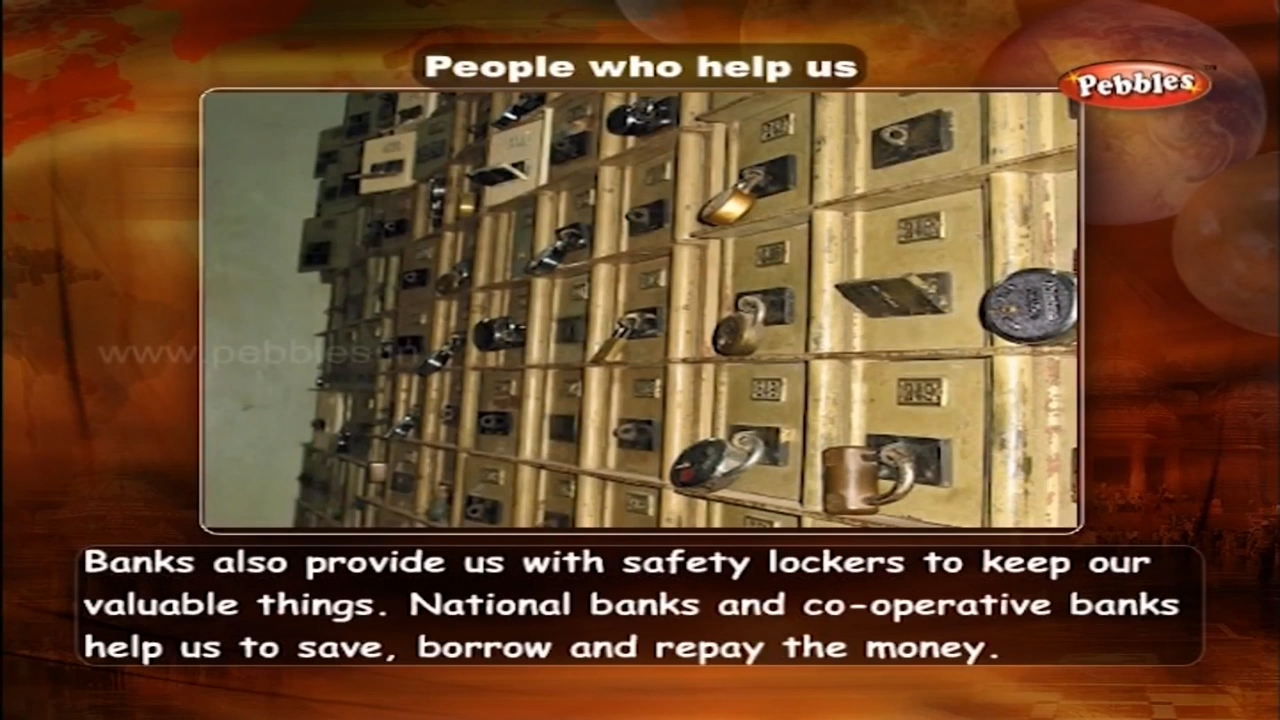 People who help us
Pebbles
Banks also provide us with safety lockers to keep our
valuable things. National banks and co-operative banks
help us to save, borrow and repay the money.